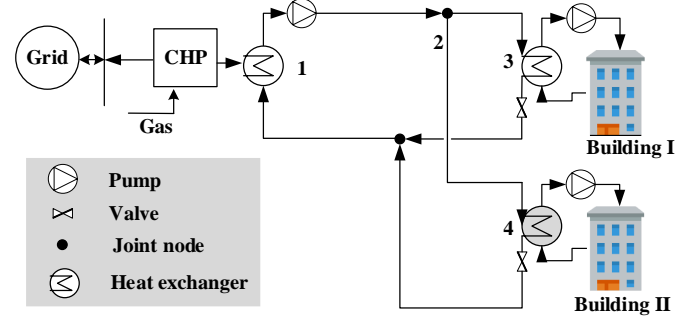 Grid
CHP
1
2
3
Gas
Building I
Pump
Valve
Joint node
Heat exchanger
4
Building II